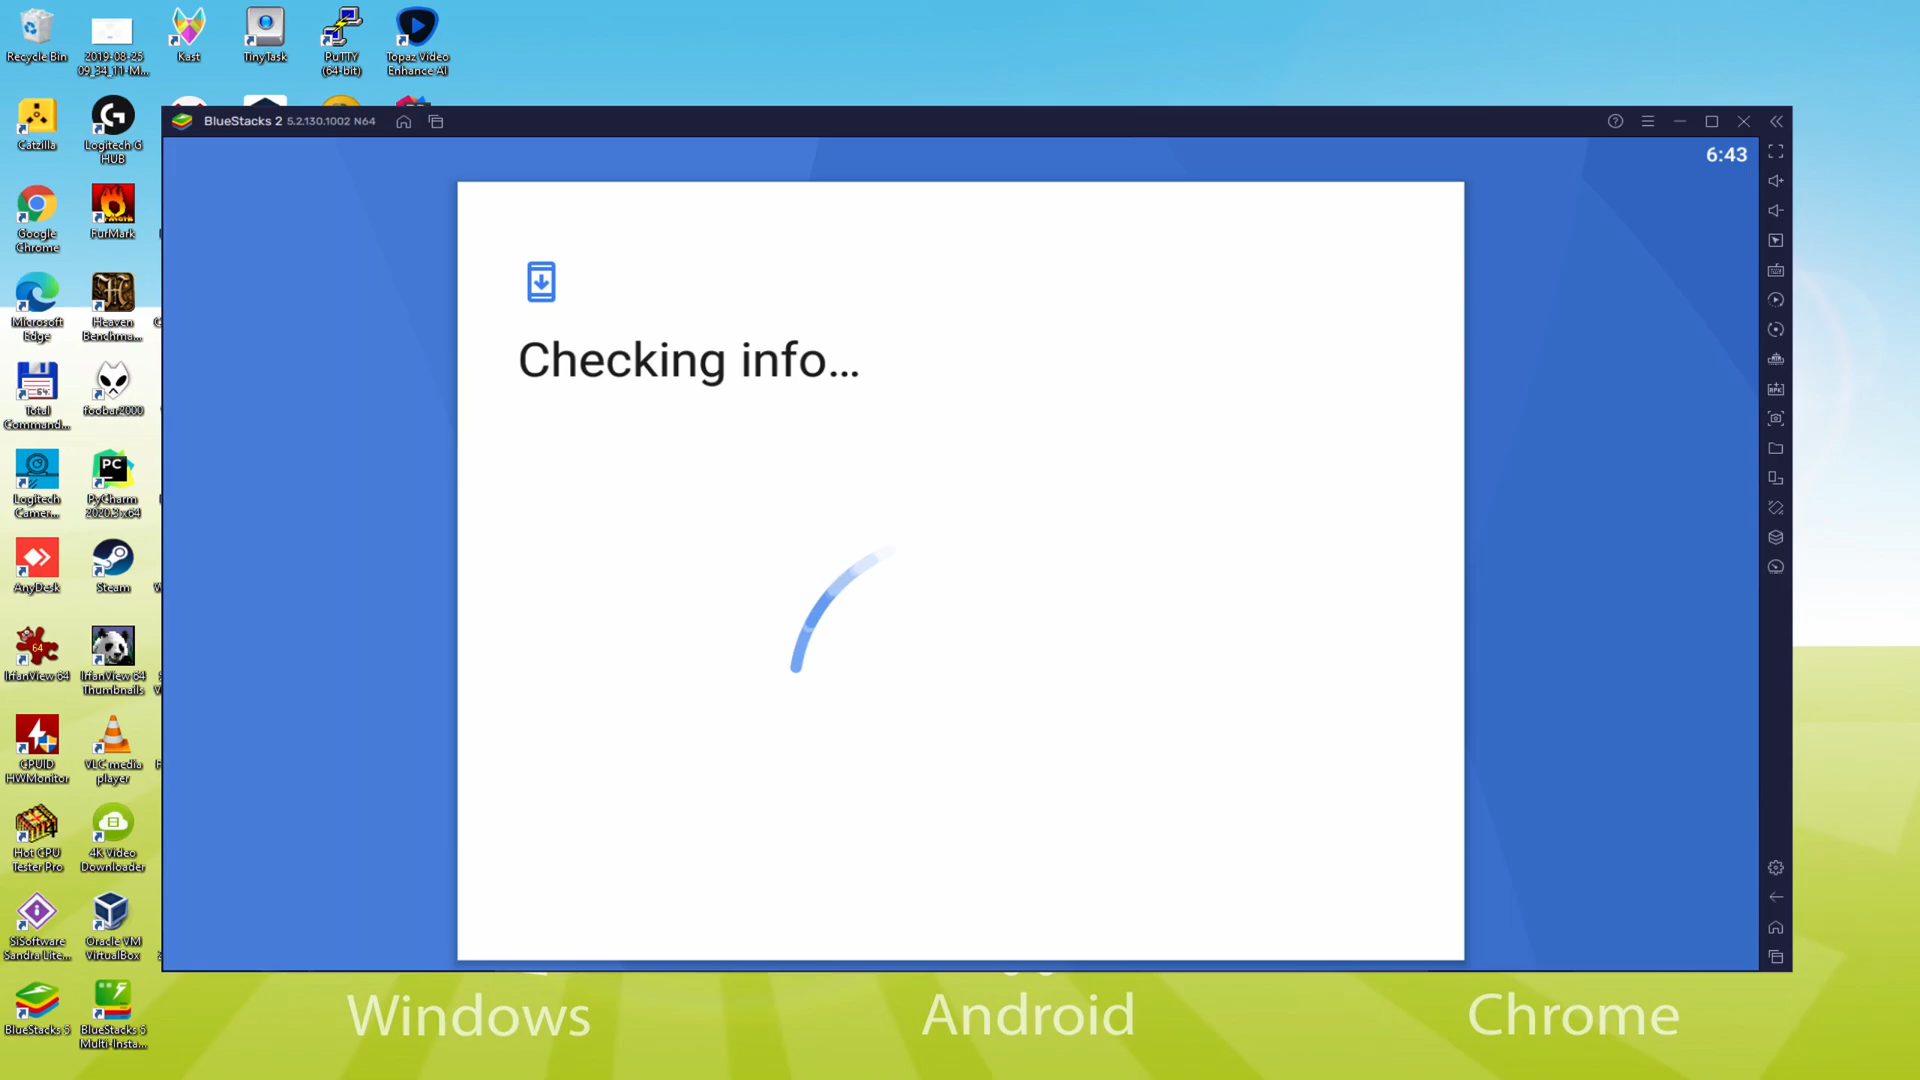 Recycle Bin
2019-08-25
09_34_11-M...
Kast
TinyTask
PuTTY
(64-bit)
Topaz Video
Enhance AI
Catzilla
Logitech G
HUB
BlueStacks 2 5.2.130.1002 N64
6:43
Google
Chrome
FurMark
Microsoft
Edge
Heaven
Benchma...
Checking info...
Total
Command...
foobar2000
Logitech
Camer...
PC
PyCharm
2020.3 x64
AnyDesk
Steam
64
IrfanView 64
IrfanView 64
Thumbnails
CPUID
HWMonitor
VLC media
player
Hot CPU
Tester Pro
4K Video
Downloader
SiSoftware
Sandra Lite...
Oracle VM
VirtualBox
BlueStacks 5
BlueStacks 5
Multi-Insta...
Windows
Android
Chrome